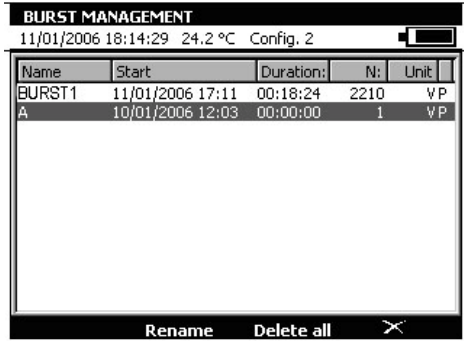 BURST MANAGEMENT
11/01/2006 18:14:29 24.2 °C Config. 2
Name Start Duration: N: Unit
BURST1 11/01/2006 17:11 00:18:24 2210 V P
A 10/01/2006 12:03 00:00:00 1 V P
Rename Delete all